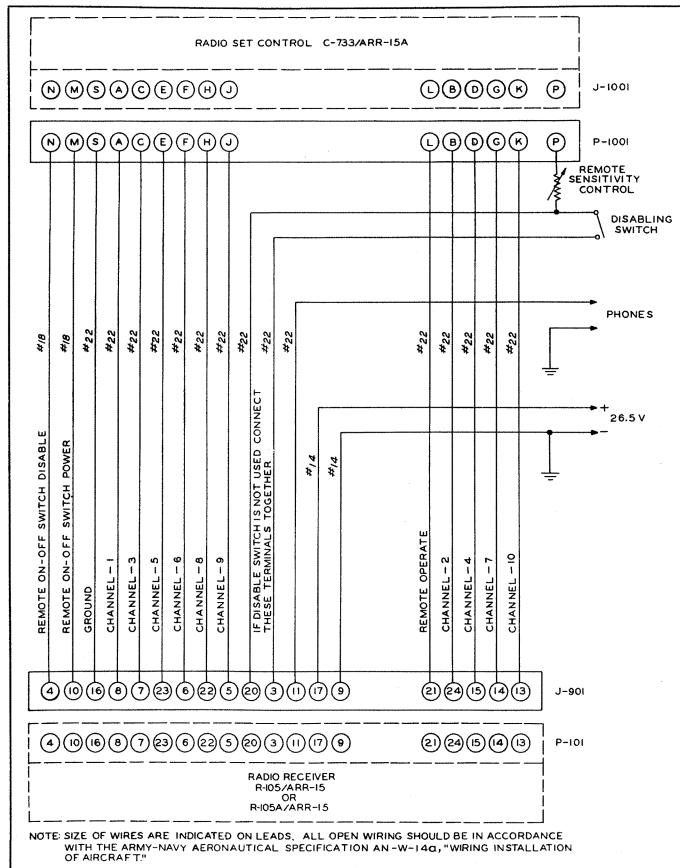 RADIO SET CONTROL C-733/ARR-15A
N M S A C E F H J L B D G K P J-1001
N M S A C E F H J L B D G K P P-1001
REMOTE
SENSITIVITY
CONTROL
DISABLING
SWITCH
PHONES
+
26.5 V
−
#18 #18 #22 #22 #22 #22 #22 #22 #22 #22 #22 #22 #14 #14 #22 #22 #22 #22 #22
REMOTE ON-OFF SWITCH DISABLE
REMOTE ON-OFF SWITCH POWER
GROUND
CHANNEL-1
CHANNEL-3
CHANNEL-5
CHANNEL-6
CHANNEL-8
CHANNEL-9
IF DISABLE SWITCH IS NOT USED CONNECT
THESE TERMINALS TOGETHER
REMOTE OPERATE
CHANNEL-2
CHANNEL-4
CHANNEL-7
CHANNEL-10
4 10 16 8 7 23 6 22 5 20 3 11 17 9 21 24 15 14 13 J-901
4 10 16 8 7 23 6 22 5 20 3 11 17 9 21 24 15 14 13 P-101
RADIO RECEIVER
R-105/ARR-15
OR
R-105A/ARR-15
NOTE: SIZE OF WIRES ARE INDICATED ON LEADS. ALL OPEN WIRING SHOULD BE IN ACCORDANCE
WITH THE ARMY-NAVY AERONAUTICAL SPECIFICATION AN-W-14a, "WIRING INSTALLATION
OF AIRCRAFT."